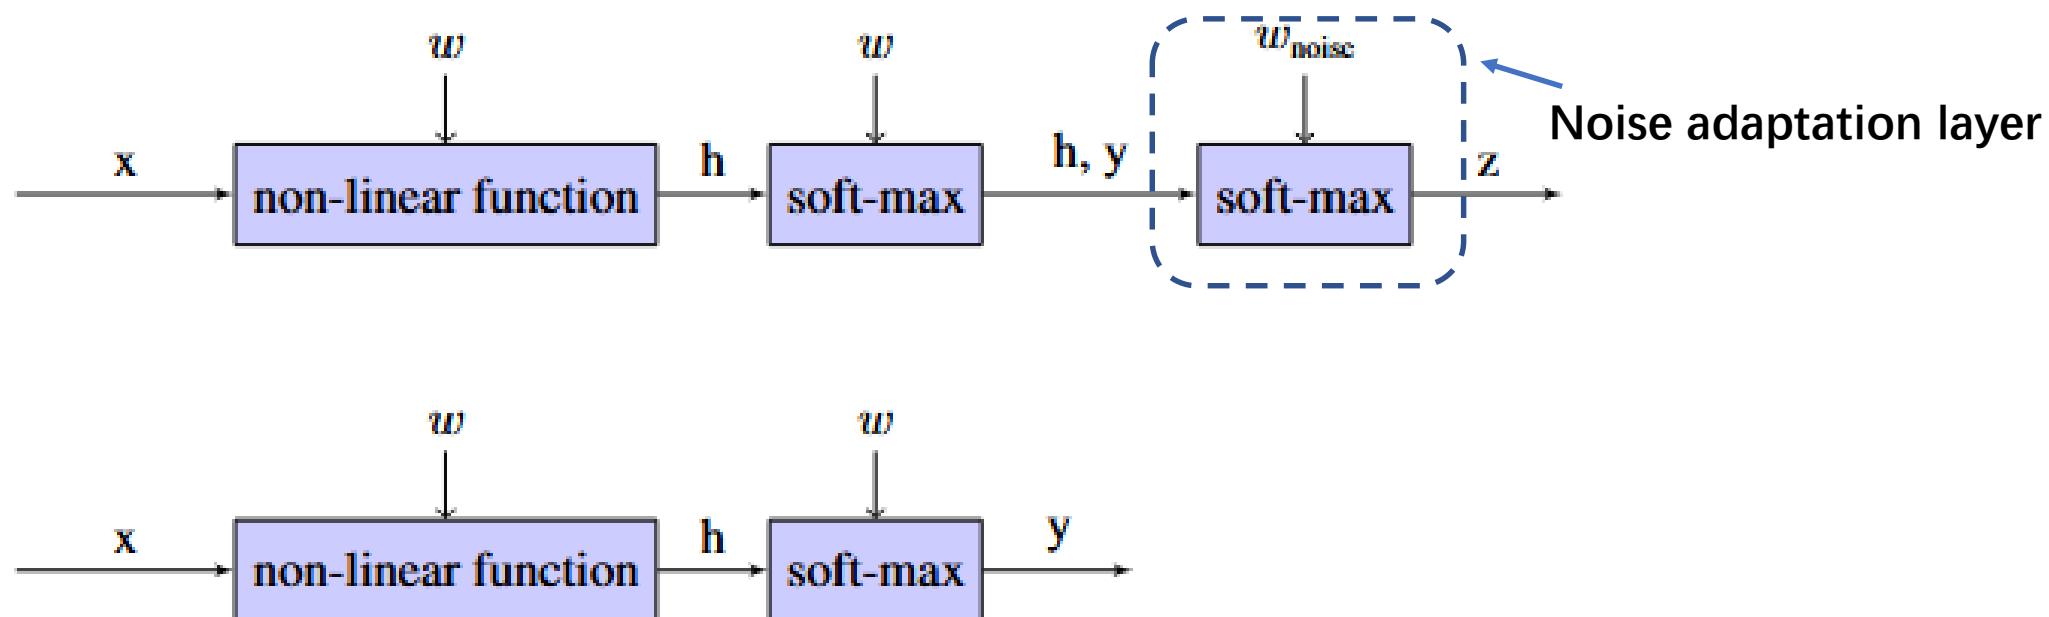 w w w_noise
Noise adaptation layer
x non-linear function h soft-max h, y soft-max z
w w
x non-linear function h soft-max y